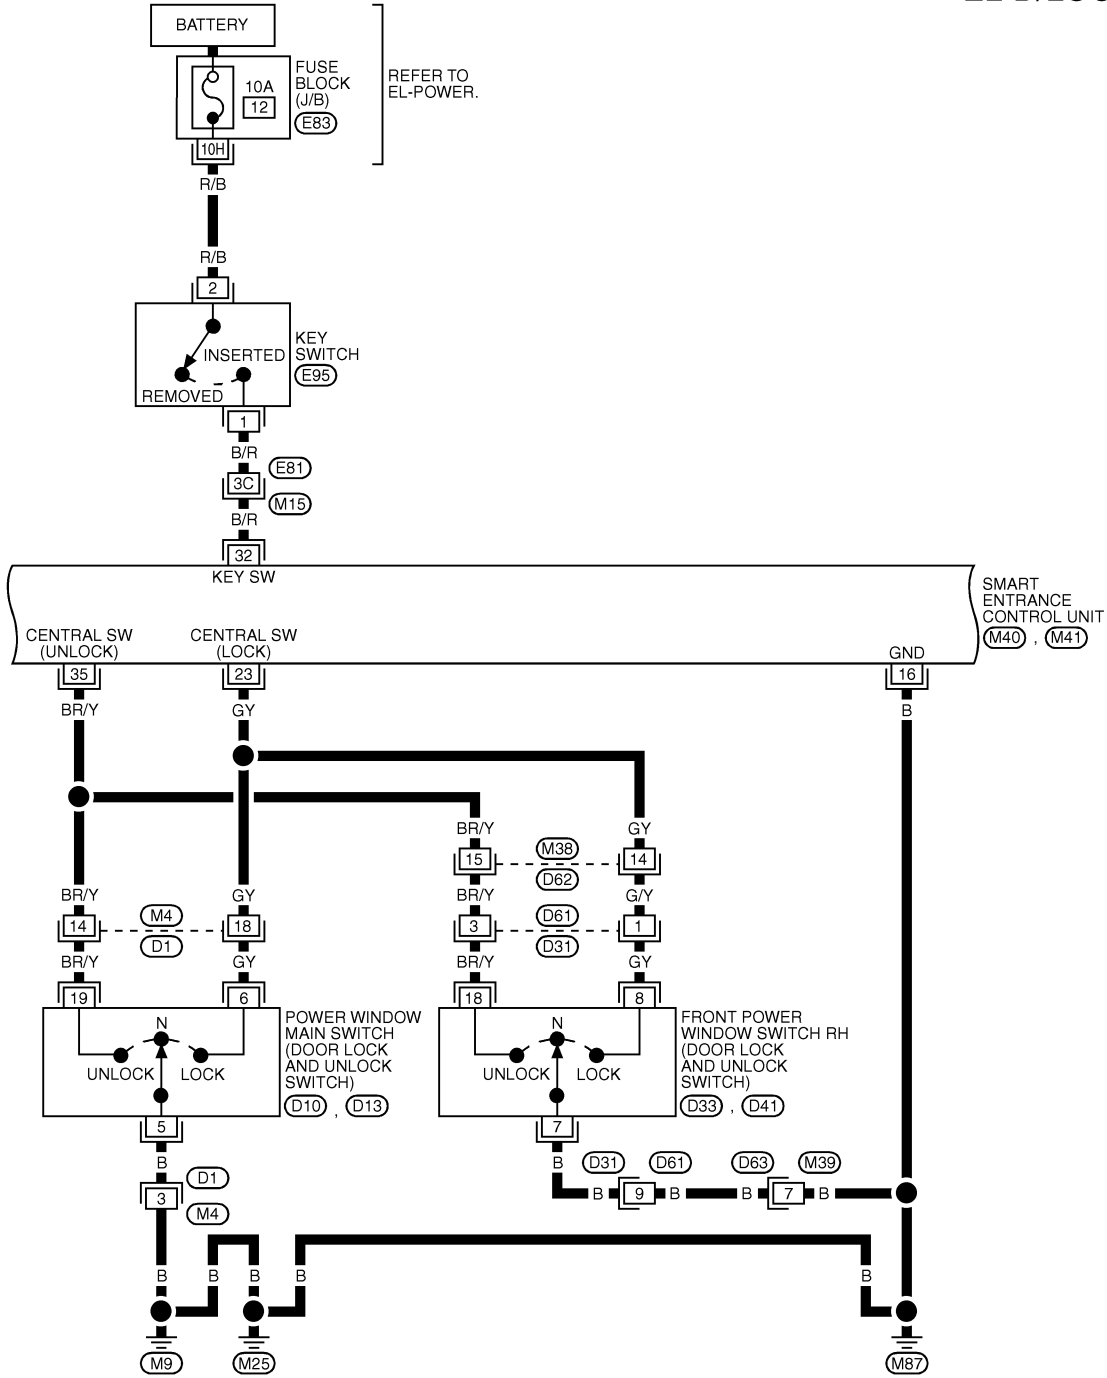 BATTERY
FUSE
BLOCK
(J/B)
E83
10A
12
10H
REFER TO
EL-POWER.
R/B
R/B
2
KEY
SWITCH
E95
INSERTED
REMOVED
1
B/R
E81
3C
M15
B/R
32
KEY SW
SMART
ENTRANCE
CONTROL UNIT
M40 , M41
CENTRAL SW
(UNLOCK)
CENTRAL SW
(LOCK)
GND
35
23
16
BR/Y
GY
B
BR/Y
GY
15
M38
D62
14
BR/Y
GY
BR/Y
G/Y
14
M4
D1
18
3
D61
D31
1
BR/Y
GY
BR/Y
GY
19
6
18
8
N
UNLOCK
LOCK
POWER WINDOW
MAIN SWITCH
(DOOR LOCK
AND UNLOCK
SWITCH)
D10 , D13
N
UNLOCK
LOCK
FRONT POWER
WINDOW SWITCH RH
(DOOR LOCK
AND UNLOCK
SWITCH)
D33 , D41
5
7
B
D1
3
M4
B
D31
D61
D63
M39
B
9
B
B
7
B
B
B
B
B
B
M9
M25
M87